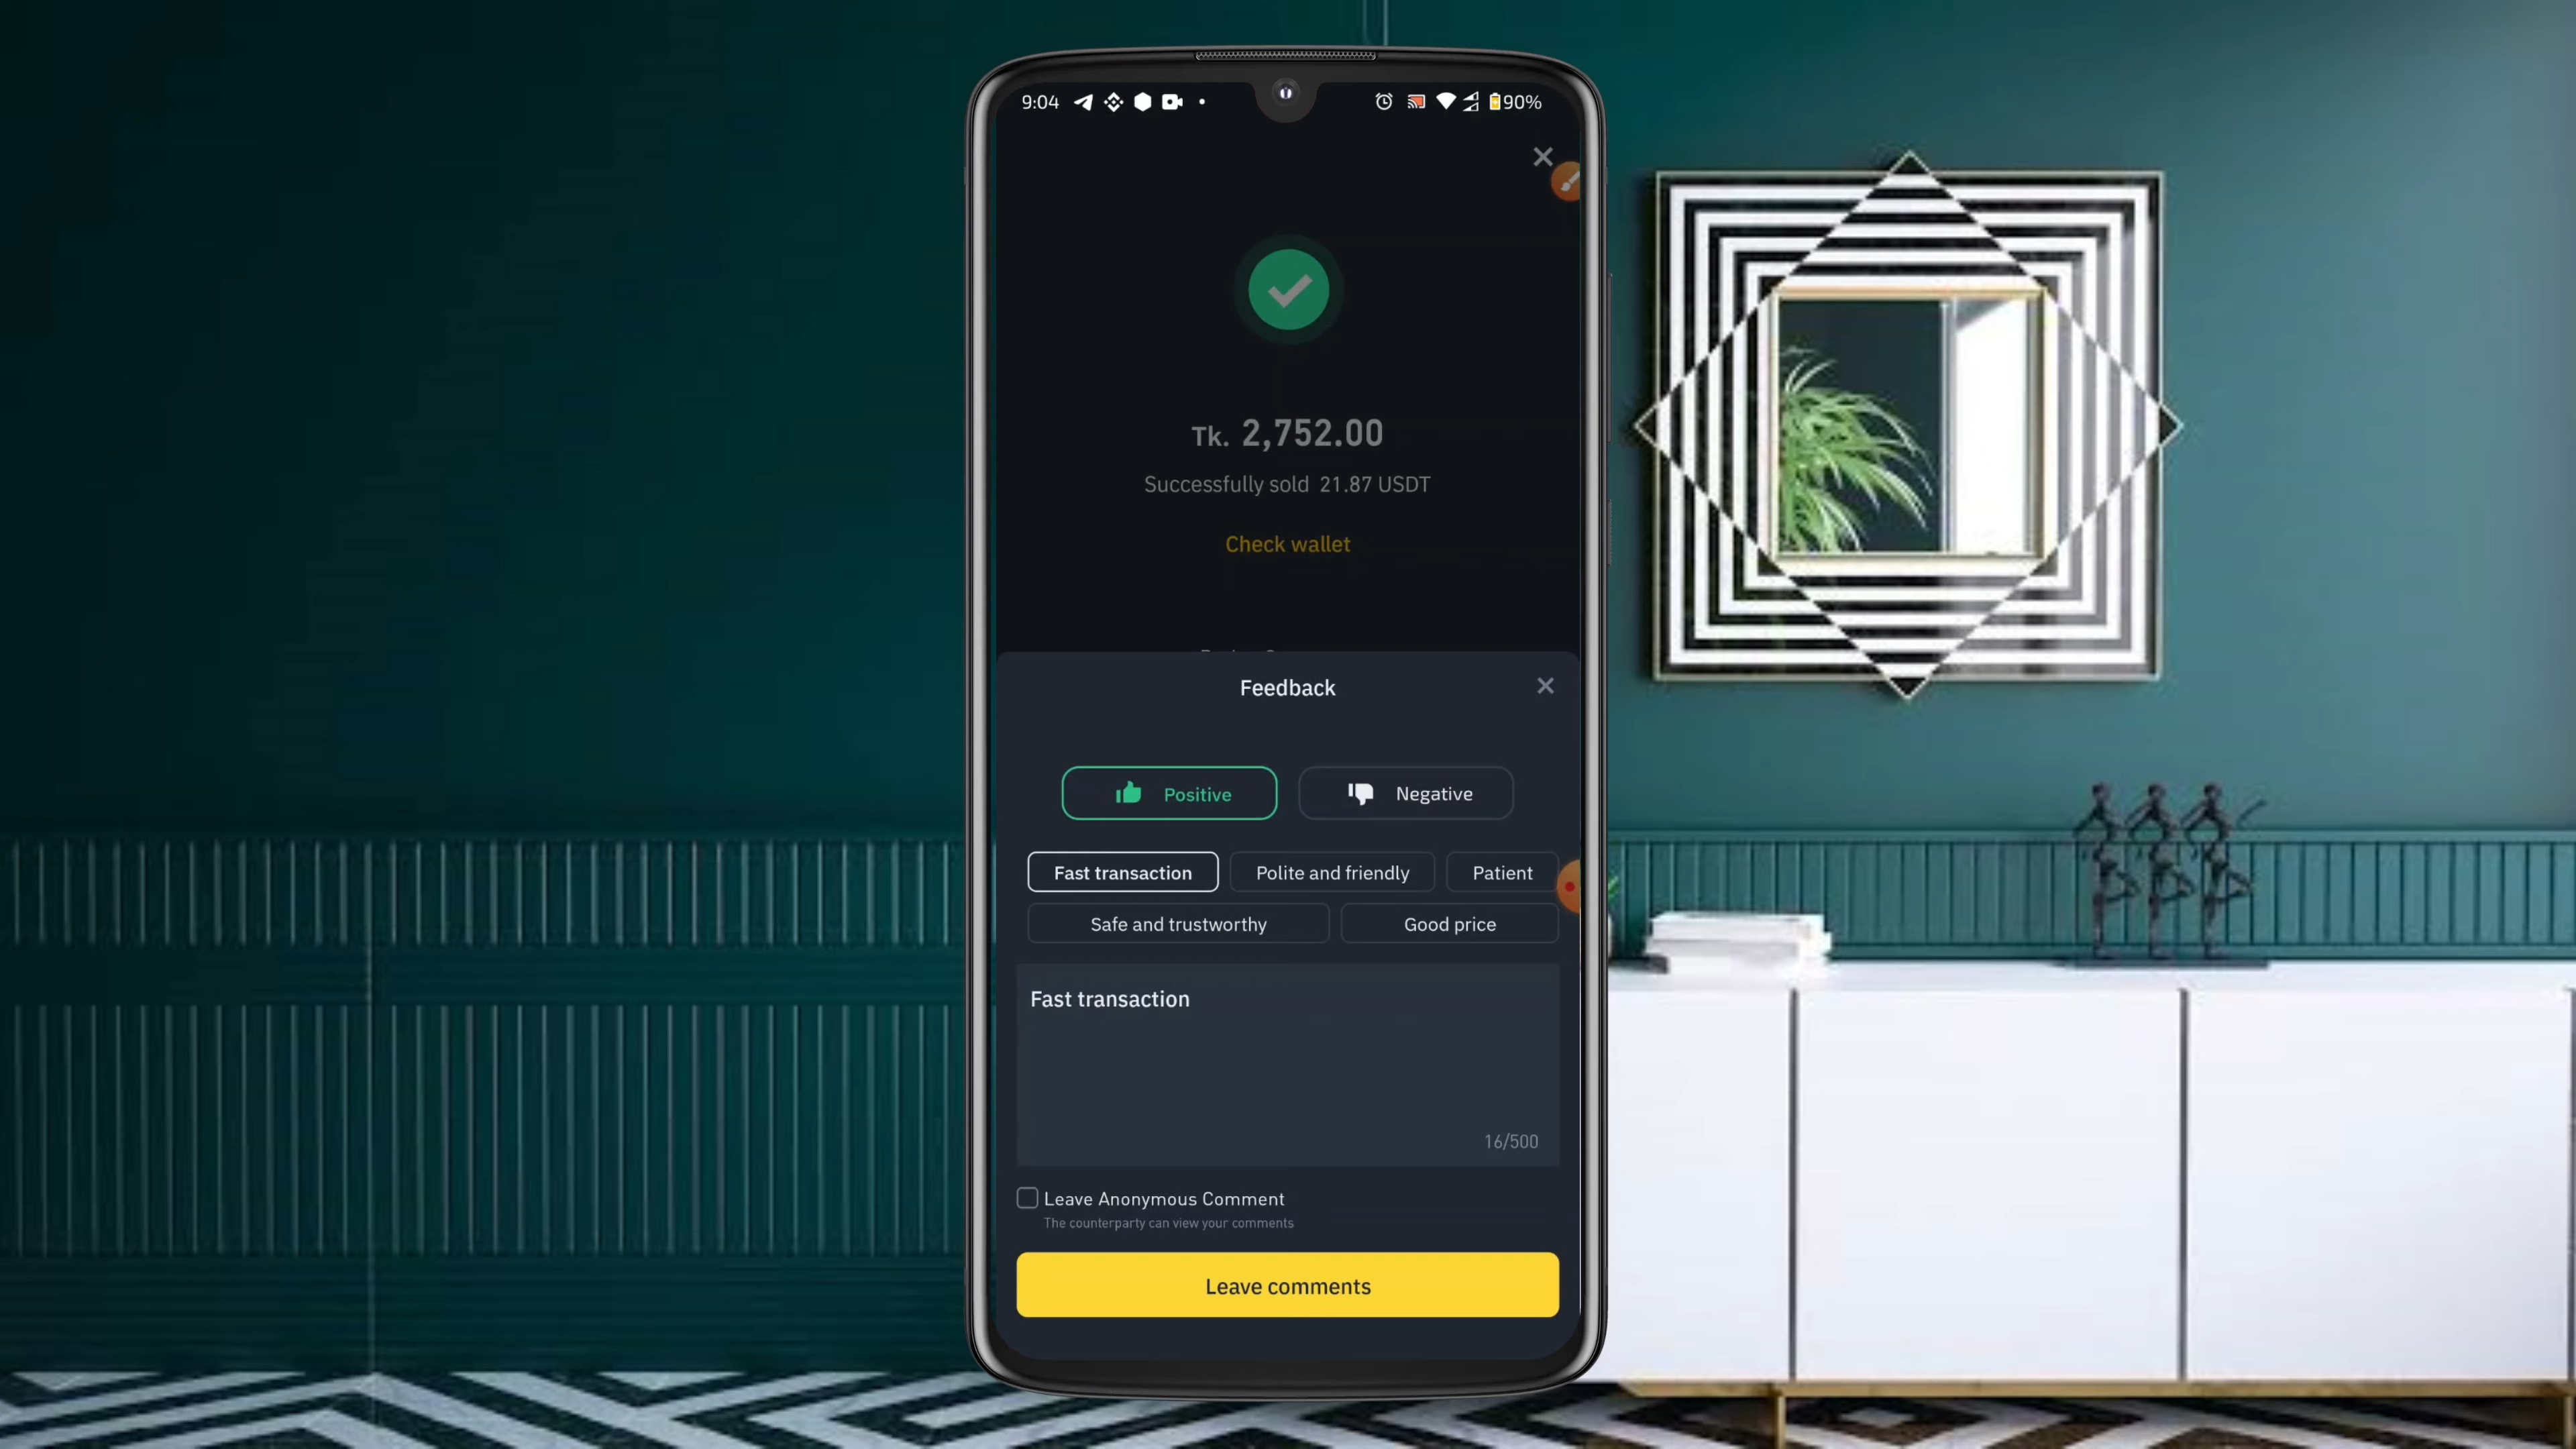 9:04
90%
Tk. 2,752.00
Successfully sold 21.87 USDT
Check wallet
Feedback
Positive
Negative
Fast transaction
Polite and friendly
Patient
Safe and trustworthy
Good price
Fast transaction
16/500
Leave Anonymous Comment
The counterparty can view your comments
Leave comments